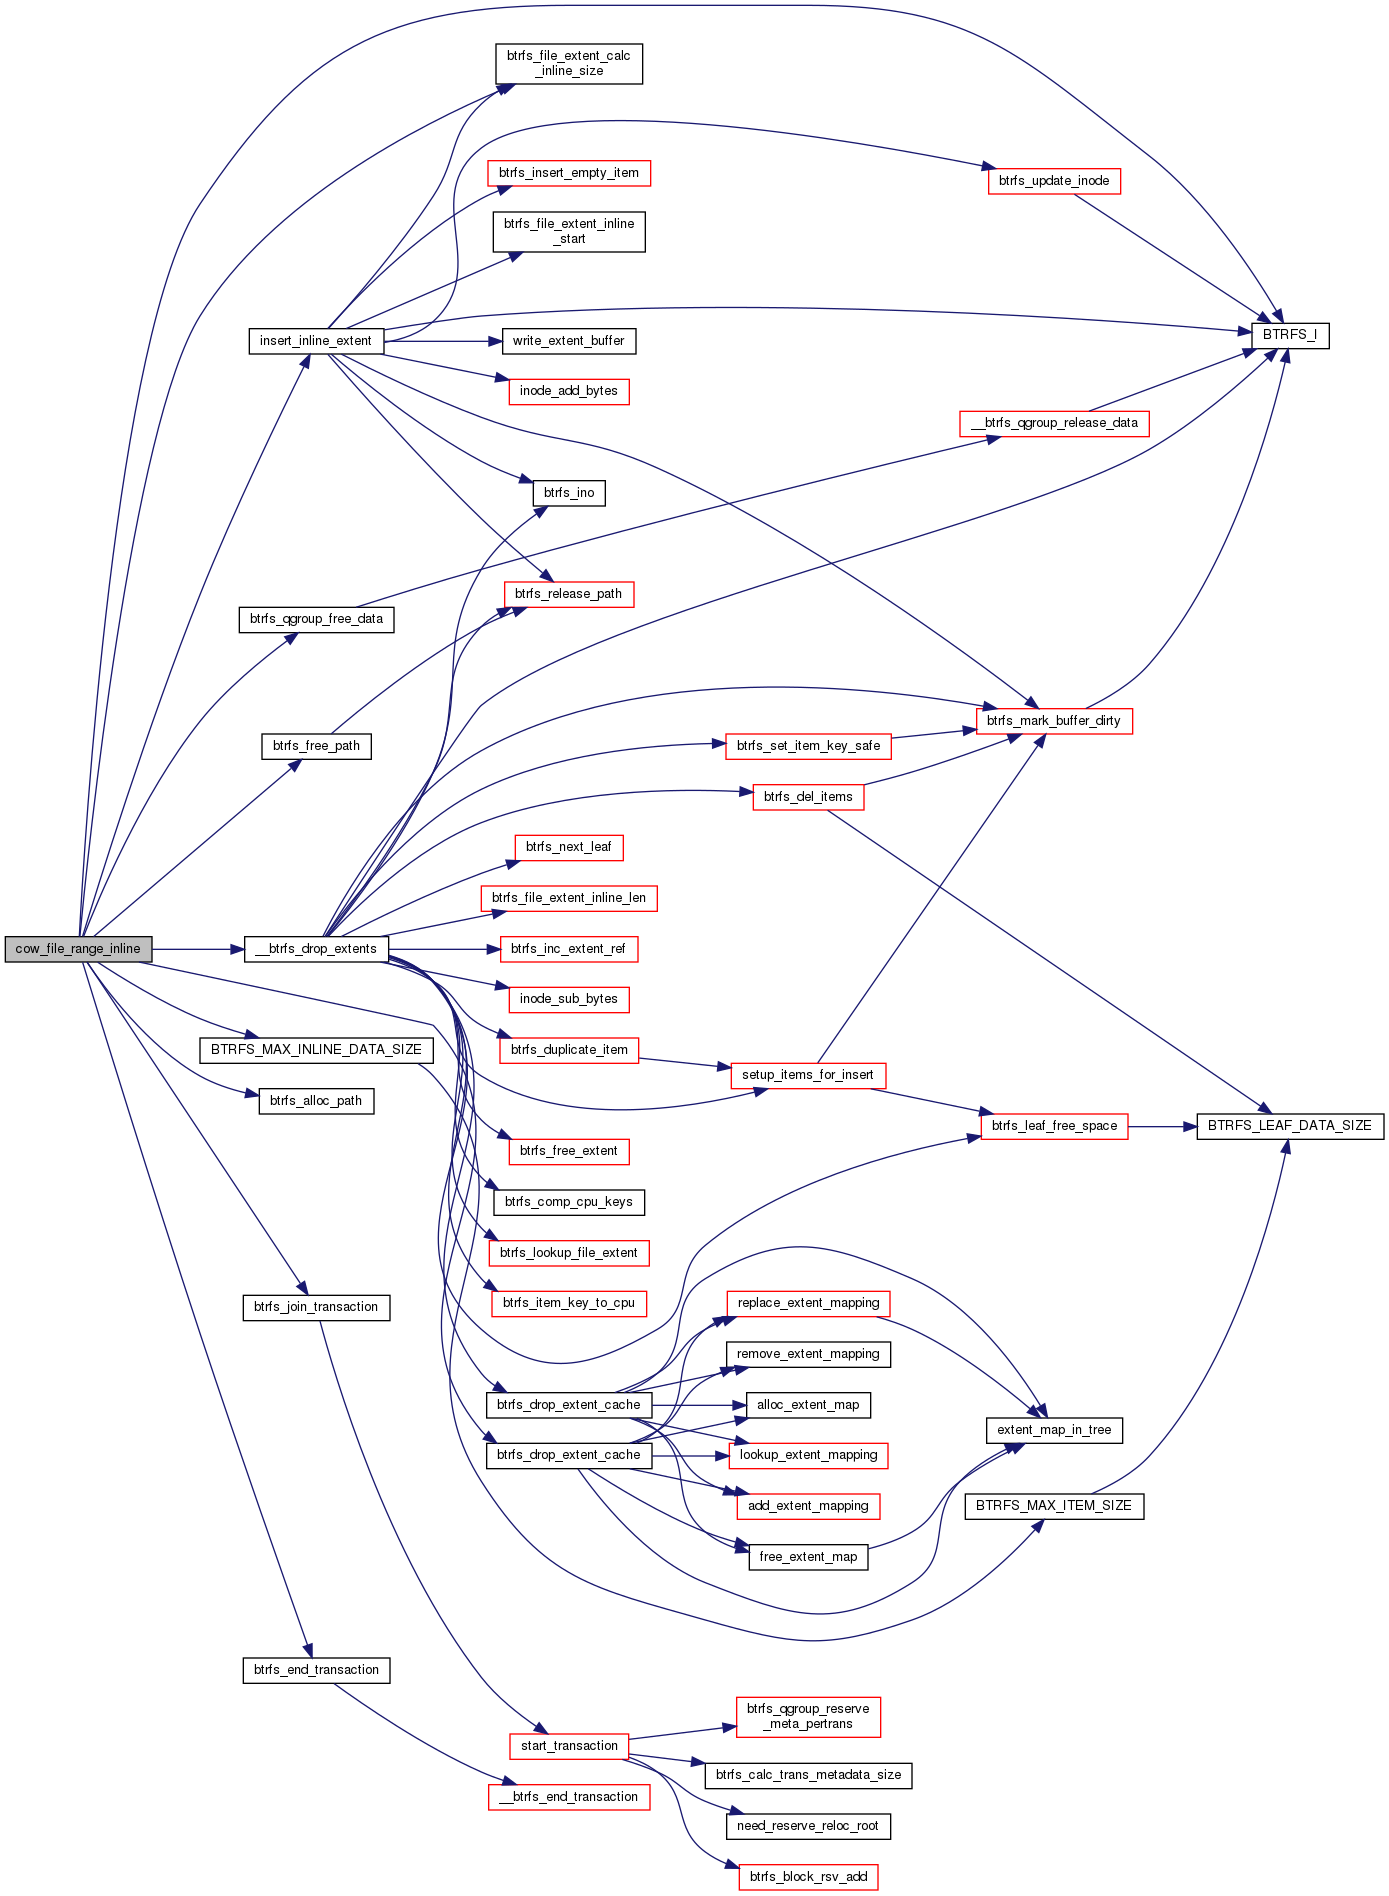 btrfs_file_extent_calc
_inline_size
btrfs_insert_empty_item
btrfs_update_inode
btrfs_file_extent_inline
_start
insert_inline_extent
write_extent_buffer
BTRFS_I
inode_add_bytes
__btrfs_qgroup_release_data
btrfs_ino
btrfs_release_path
btrfs_qgroup_free_data
btrfs_mark_buffer_dirty
btrfs_free_path
btrfs_set_item_key_safe
btrfs_del_items
btrfs_next_leaf
btrfs_file_extent_inline_len
cow_file_range_inline
__btrfs_drop_extents
btrfs_inc_extent_ref
inode_sub_bytes
BTRFS_MAX_INLINE_DATA_SIZE
btrfs_duplicate_item
setup_items_for_insert
btrfs_alloc_path
btrfs_leaf_free_space
BTRFS_LEAF_DATA_SIZE
btrfs_free_extent
btrfs_comp_cpu_keys
btrfs_lookup_file_extent
btrfs_join_transaction
btrfs_item_key_to_cpu
replace_extent_mapping
remove_extent_mapping
btrfs_drop_extent_cache
alloc_extent_map
extent_map_in_tree
btrfs_drop_extent_cache
lookup_extent_mapping
add_extent_mapping
BTRFS_MAX_ITEM_SIZE
free_extent_map
btrfs_end_transaction
btrfs_qgroup_reserve
_meta_pertrans
start_transaction
btrfs_calc_trans_metadata_size
__btrfs_end_transaction
need_reserve_reloc_root
btrfs_block_rsv_add